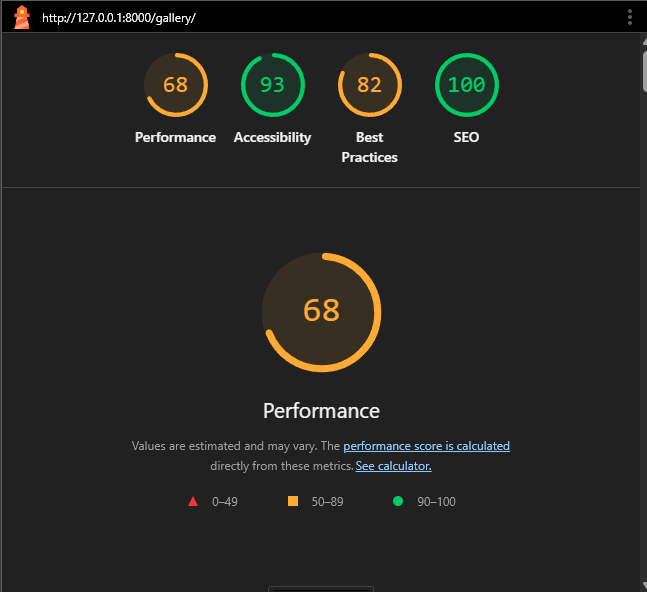 http://127.0.0.1:8000/gallery/
68
93
82
100
Performance
Accessibility
Best
Practices
SEO
68
Performance
Values are estimated and may vary. The performance score is calculated
directly from these metrics. See calculator.
0–49
50–89
90–100